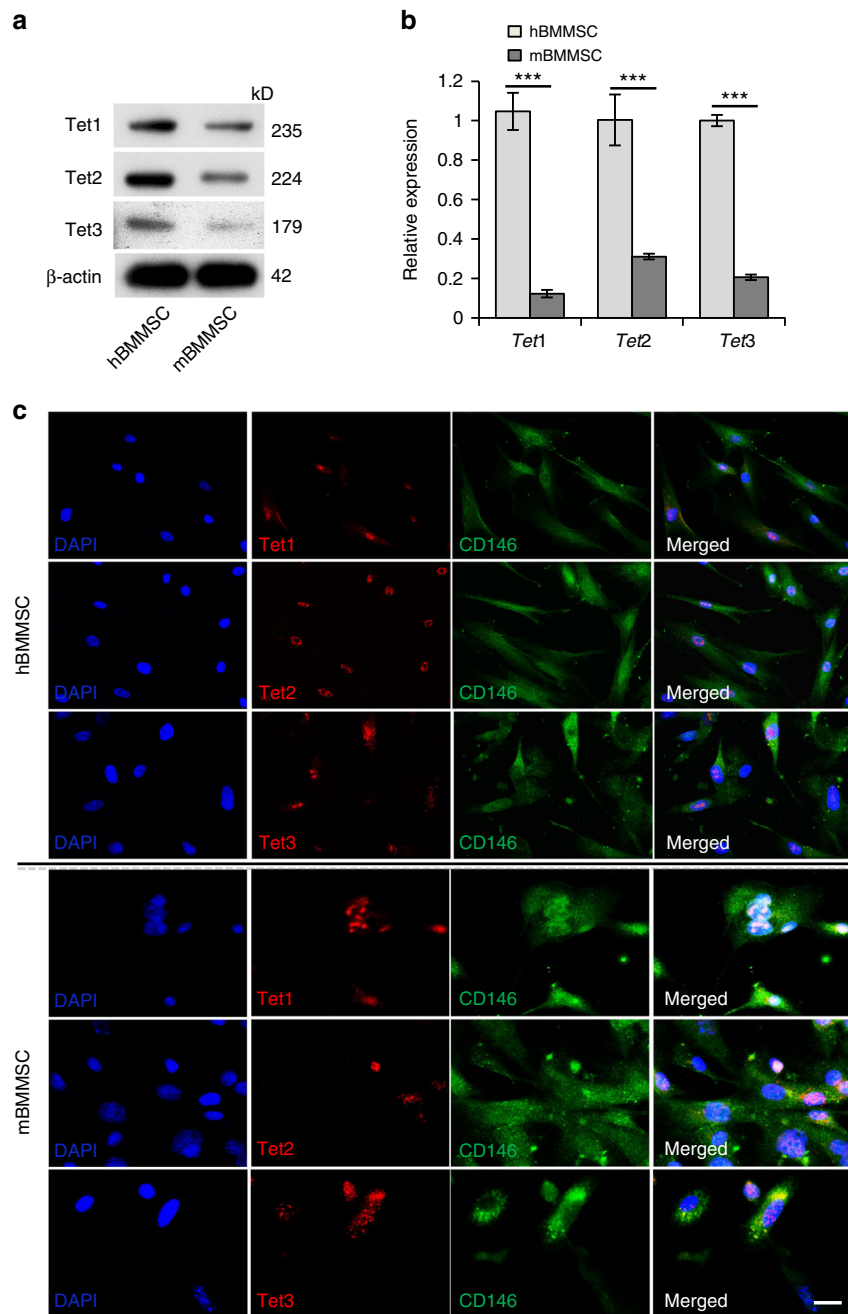 a
kD
Tet1
235
Tet2
224
Tet3
179
β-actin
42
hBMMSC
mBMMSC
b
hBMMSC
mBMMSC
Relative expression
1.2
1
0.8
0.6
0.4
0.2
0
***
***
***
Tet1
Tet2
Tet3
c
hBMMSC
DAPI
Tet1
CD146
Merged
DAPI
Tet2
CD146
Merged
DAPI
Tet3
CD146
Merged
mBMMSC
DAPI
Tet1
CD146
Merged
DAPI
Tet2
CD146
Merged
DAPI
Tet3
CD146
Merged